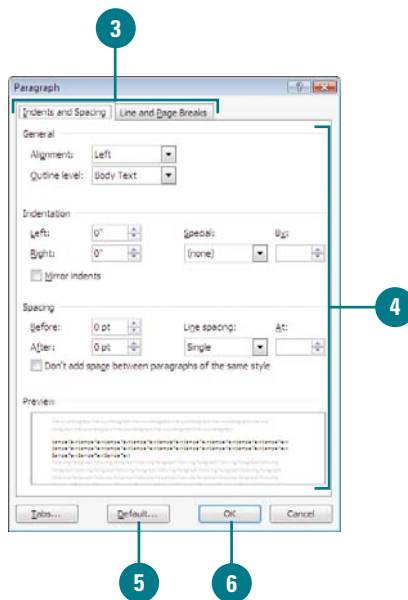 3
Paragraph
Indents and Spacing Line and Page Breaks
General
Alignment: Left
Outline level: Body Text
Indentation
Left: 0" Special: By:
Right: 0" (none)
Mirror indents
Spacing
Before: 0 pt Line spacing: At:
After: 0 pt Single
Don't add space between paragraphs of the same style
4
Preview
Tabs... Default... OK Cancel
5 6